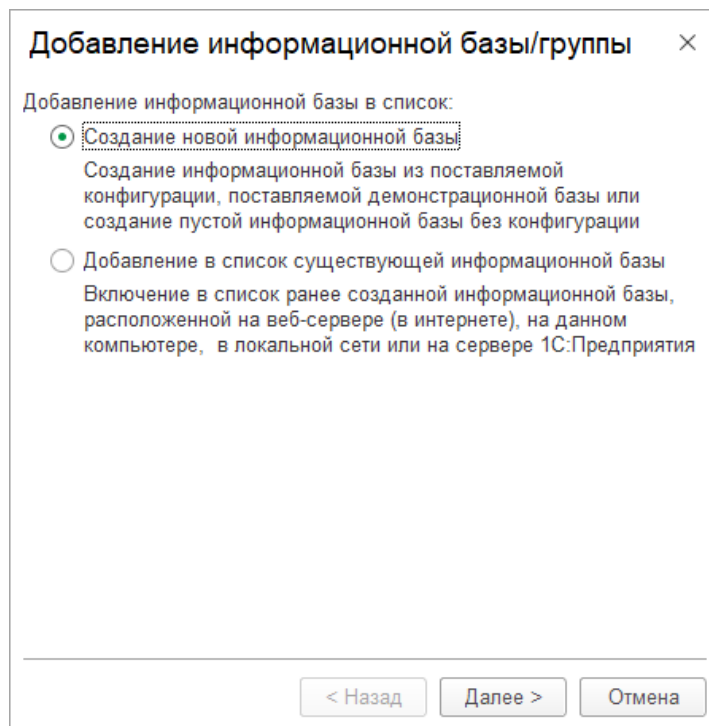 Добавление информационной базы/группы
Добавление информационной базы в список:
Создание новой информационной базы
Создание информационной базы из поставляемой
конфигурации, поставляемой демонстрационной базы или
создание пустой информационной базы без конфигурации
Добавление в список существующей информационной базы
Включение в список ранее созданной информационной базы,
расположенной на веб-сервере (в интернете), на данном
компьютере,  в локальной сети или на сервере 1С:Предприятия
< Назад
Далее >
Отмена